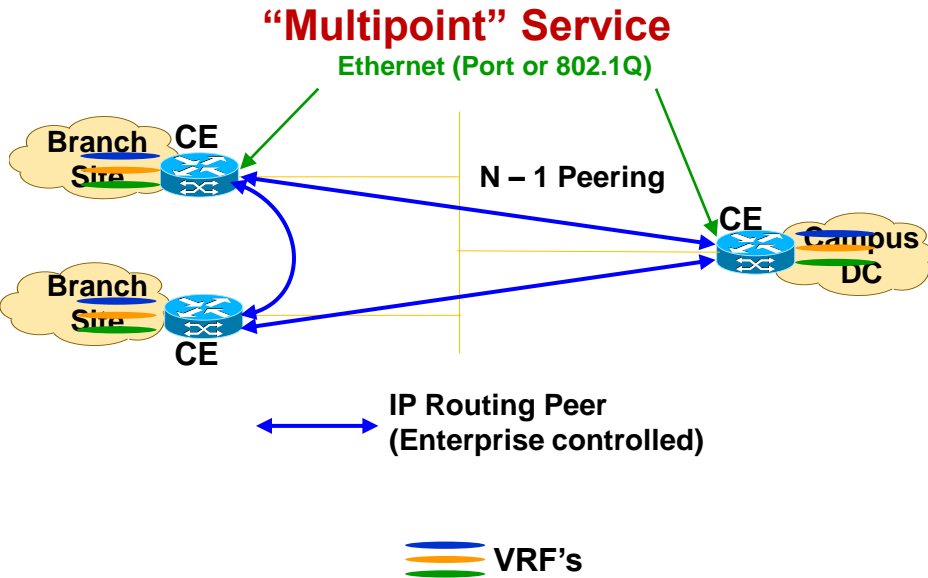 “Multipoint” Service
Ethernet (Port or 802.1Q)
Branch
Site
CE
N – 1 Peering
CE
Campus
DC
Branch
Site
CE
IP Routing Peer
(Enterprise controlled)
VRF's